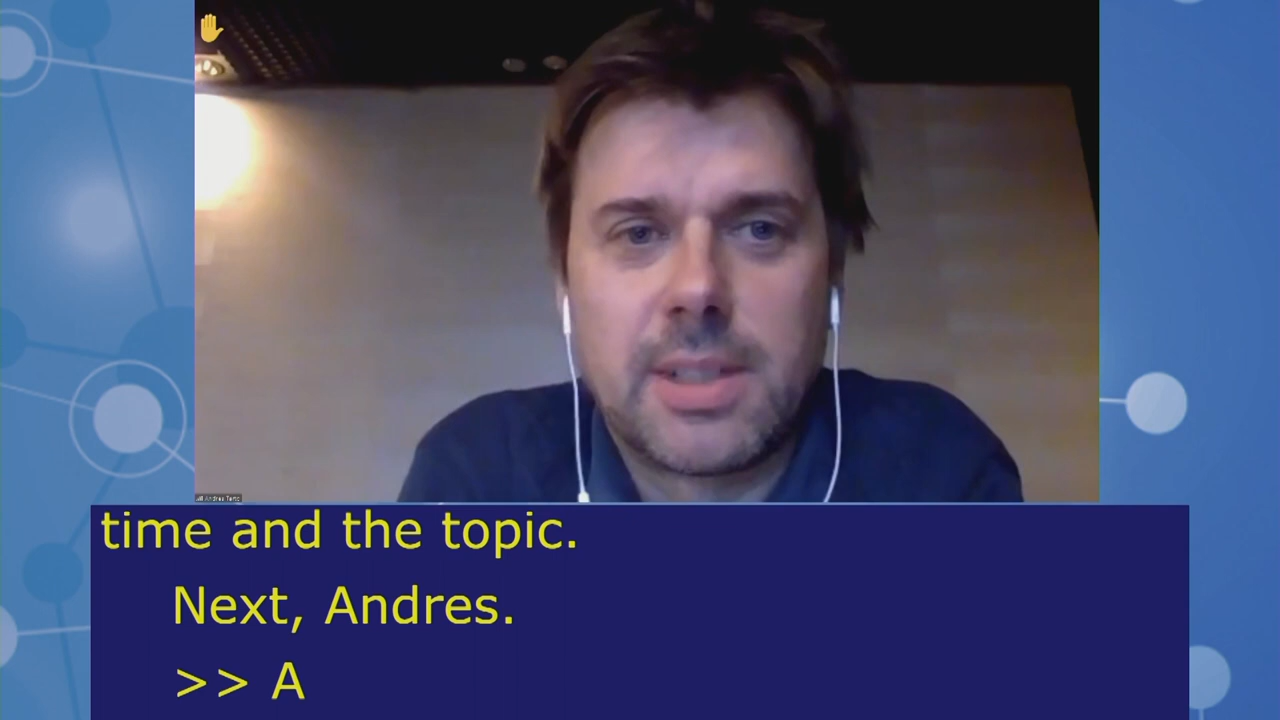 time and the topic.
Next, Andres.
>> A